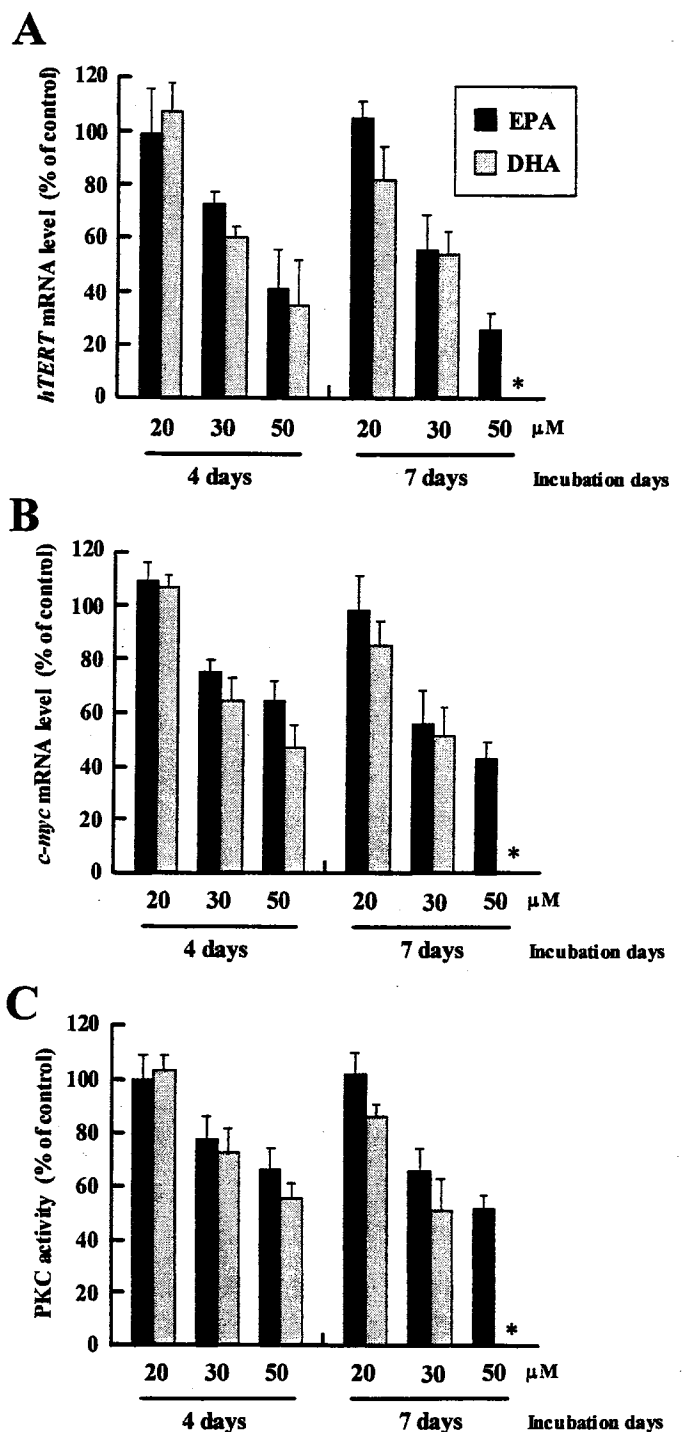 A
hTERT mRNA level (% of control)
120
100
80
60
40
20
0
EPA
DHA
*
20 30 50 20 30 50 μM
4 days 7 days Incubation days
B
c-myc mRNA level (% of control)
120
100
80
60
40
20
0
*
20 30 50 20 30 50 μM
4 days 7 days Incubation days
C
PKC activity (% of control)
120
100
80
60
40
20
0
*
20 30 50 20 30 50 μM
4 days 7 days Incubation days